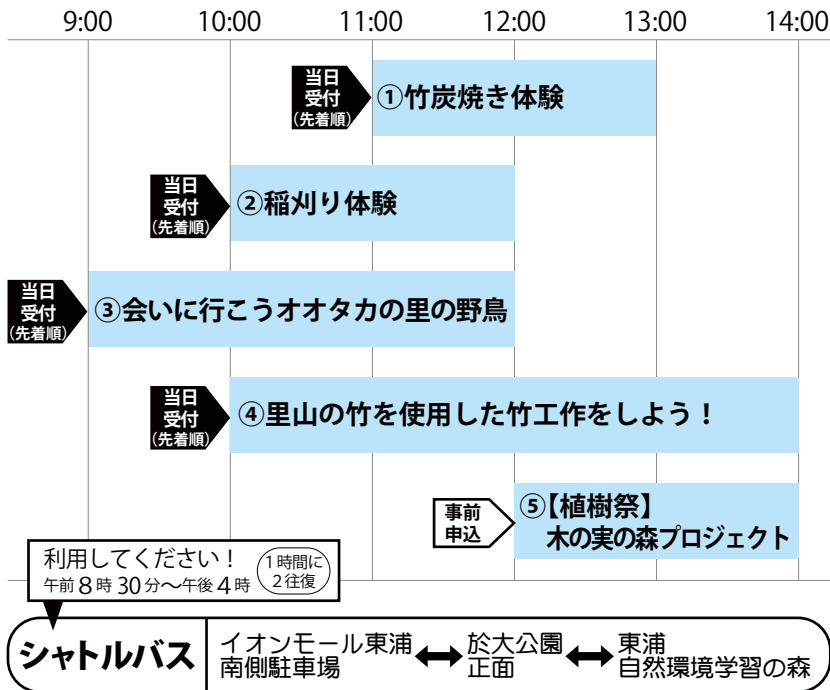 9:00 10:00 11:00 12:00 13:00 14:00
当日
受付
(先着順)
①竹炭焼き体験
当日
受付
(先着順)
②稲刈り体験
当日
受付
(先着順)
③会いに行こうオオタカの里の野鳥
当日
受付
(先着順)
④里山の竹を使用した竹工作をしよう！
事前
申込
⑤【植樹祭】
木の実の森プロジェクト
利用してください！
午前8時30分〜午後4時
1時間に
2往復
シャトルバス
イオンモール東浦
南側駐車場
於大公園
正面
東浦
自然環境学習の森